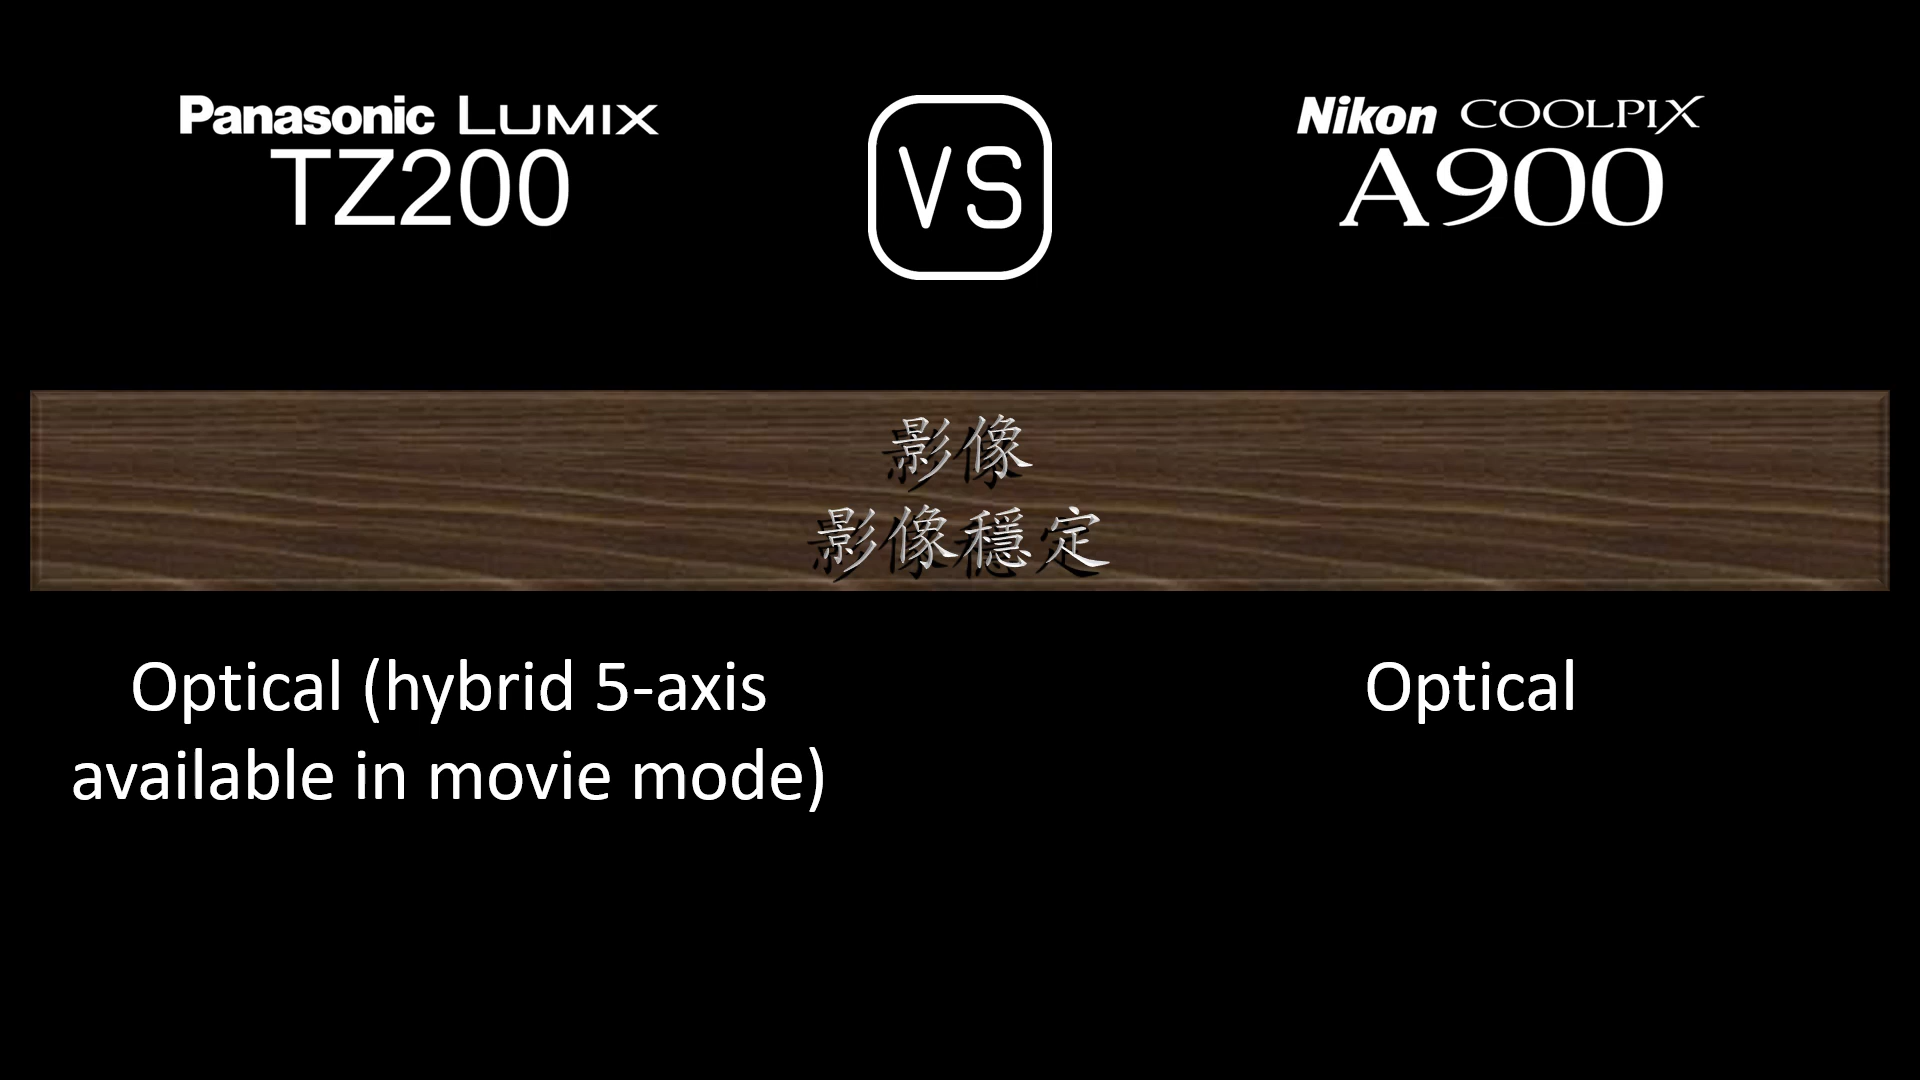 Panasonic LUMIX
TZ200
VS
Nikon COOLPIX
A900
影像
影像穩定
Optical (hybrid 5-axis
available in movie mode)
Optical